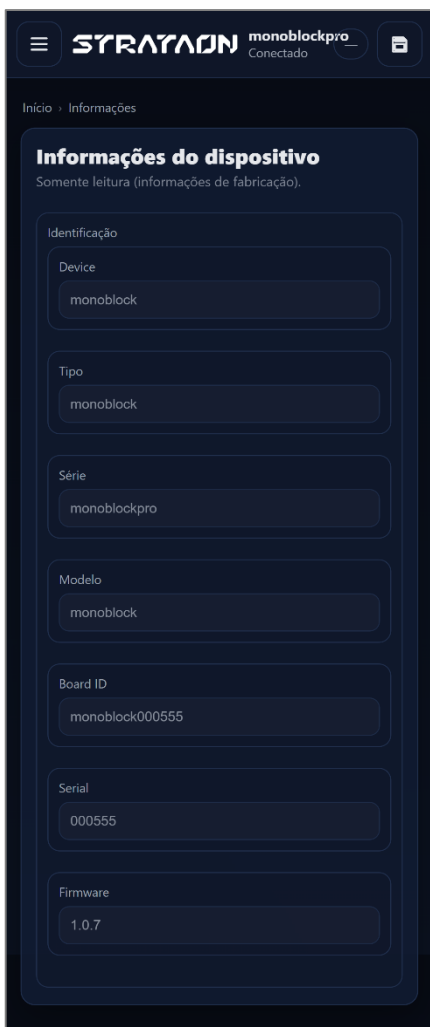 STRATAON
monoblockpro
Conectado
Início › Informações
Informações do dispositivo
Somente leitura (informações de fabricação).
Identificação
Device
monoblock
Tipo
monoblock
Série
monoblockpro
Modelo
monoblock
Board ID
monoblock000555
Serial
000555
Firmware
1.0.7